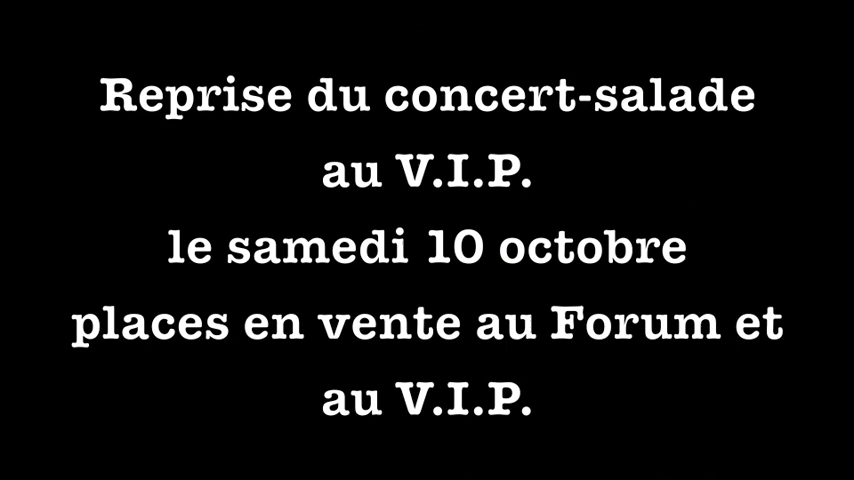 Reprise du concert-salade
au V.I.P.
le samedi 10 octobre
places en vente au Forum et
au V.I.P.